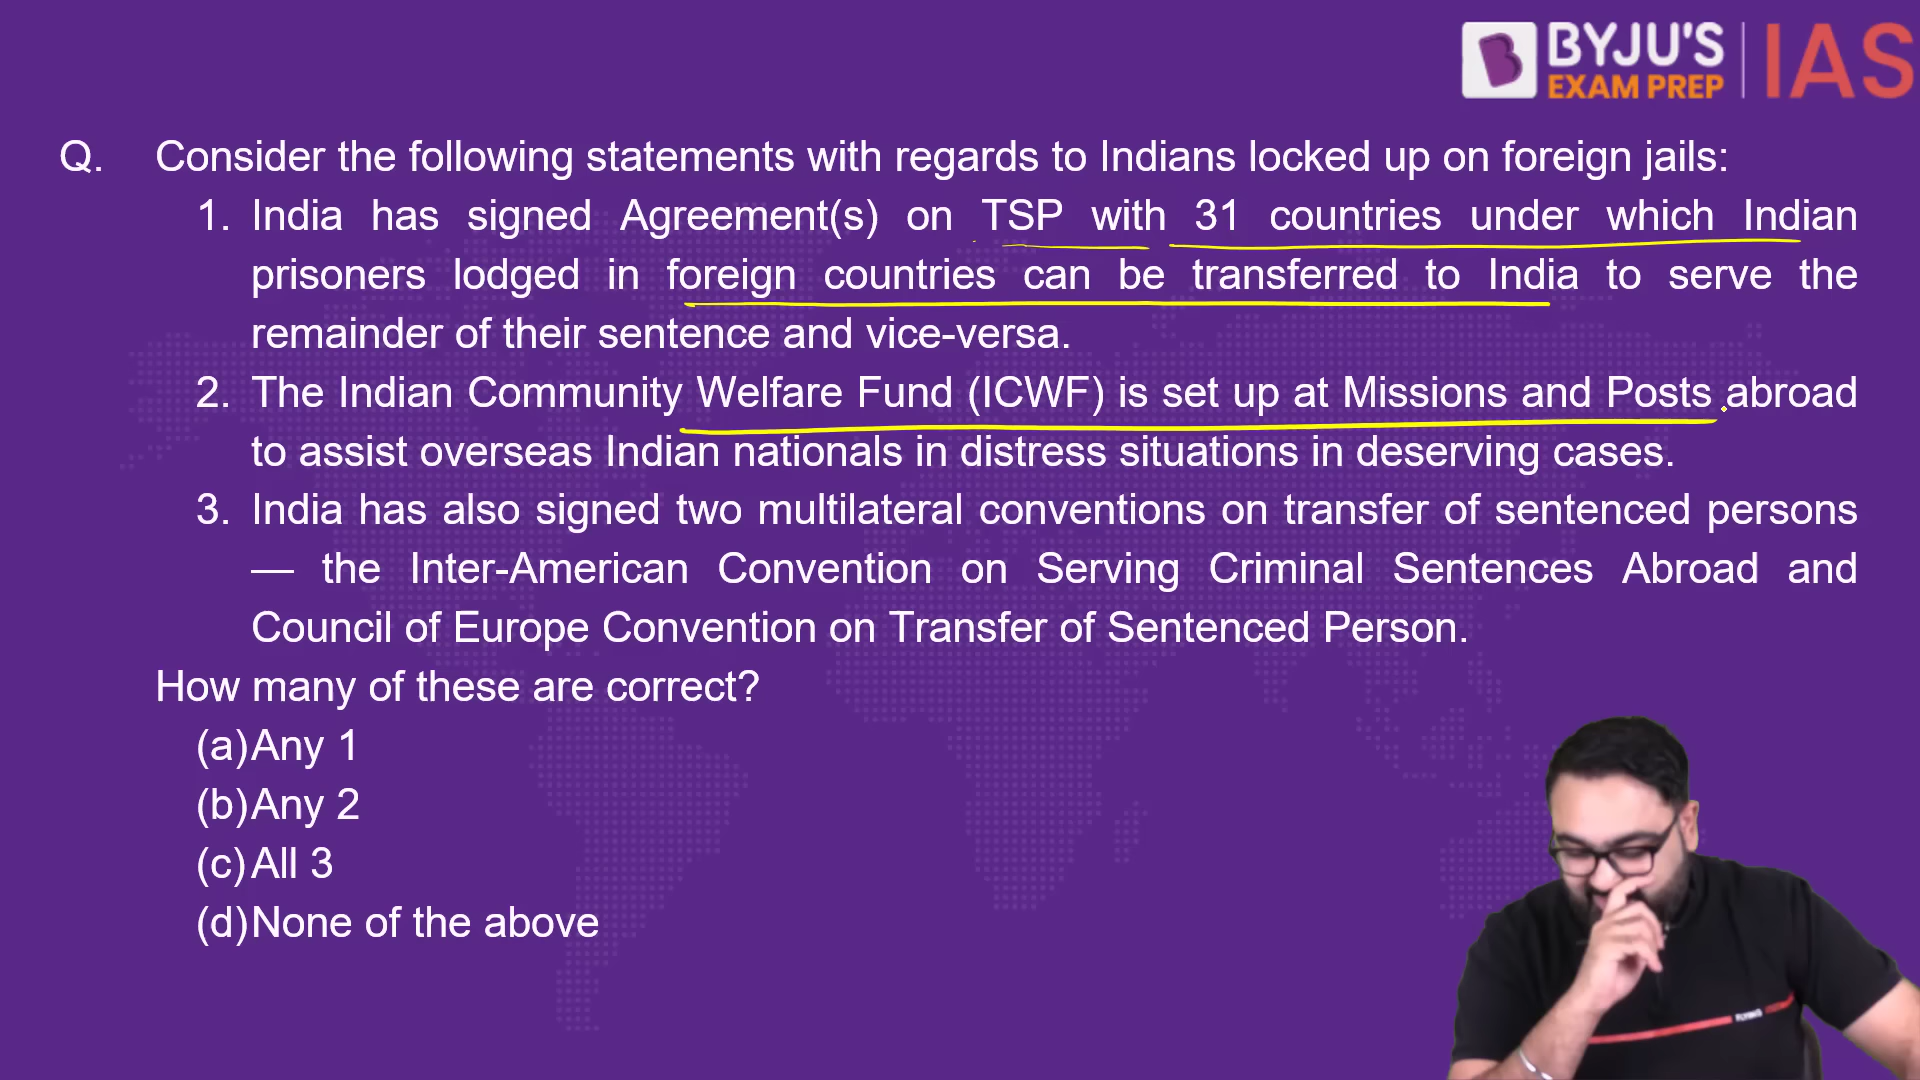 BYJU'S
EXAM PREP
IAS
Q. Consider the following statements with regards to Indians locked up on foreign jails:
1. India has signed Agreement(s) on TSP with 31 countries under which Indian
prisoners lodged in foreign countries can be transferred to India to serve the
remainder of their sentence and vice-versa.
2. The Indian Community Welfare Fund (ICWF) is set up at Missions and Posts abroad
to assist overseas Indian nationals in distress situations in deserving cases.
3. India has also signed two multilateral conventions on transfer of sentenced persons
— the Inter-American Convention on Serving Criminal Sentences Abroad and
Council of Europe Convention on Transfer of Sentenced Person.
How many of these are correct?
(a) Any 1
(b) Any 2
(c) All 3
(d) None of the above